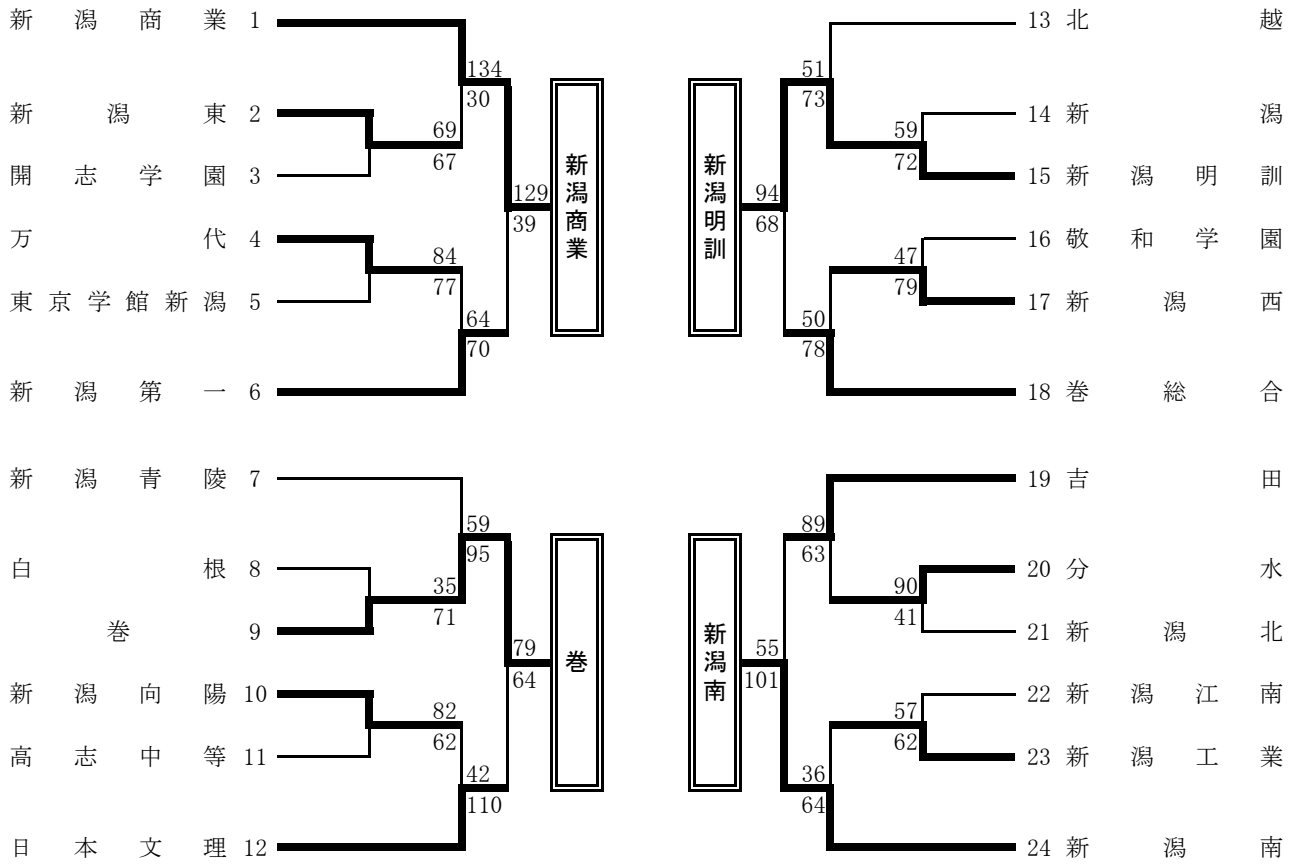 新潟商業 1
134
30
新潟東 2
69
67
開志学園 3
129
39
新潟商業
万代 4
84
77
東京学館新潟 5
64
70
新潟第一 6
新潟青陵 7
59
95
白根 8
35
71
巻 9
79
64
巻
新潟向陽 10
82
62
高志中等 11
42
110
日本文理 12
13 北越
51
73
14 新潟
59
72
15 新潟明訓
新潟明訓
94
68
16 敬和学園
47
79
17 新潟西
50
78
18 巻総合
19 吉田
89
63
20 分水
90
41
21 新潟北
新潟南
55
101
22 新潟江南
57
62
23 新潟工業
36
64
24 新潟南